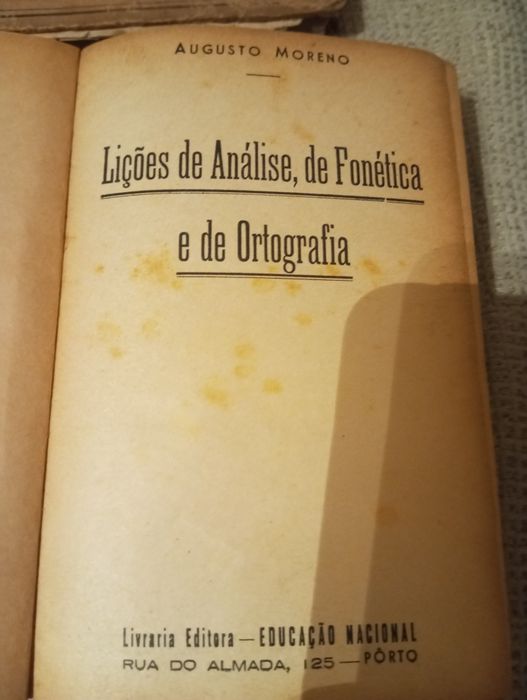 AUGUSTO MORENO
Lições de Análise, de Fonética
e de Ortografia
Livraria Editora — EDUCAÇÃO NACIONAL
RUA DO ALMADA, 125 — PÔRTO